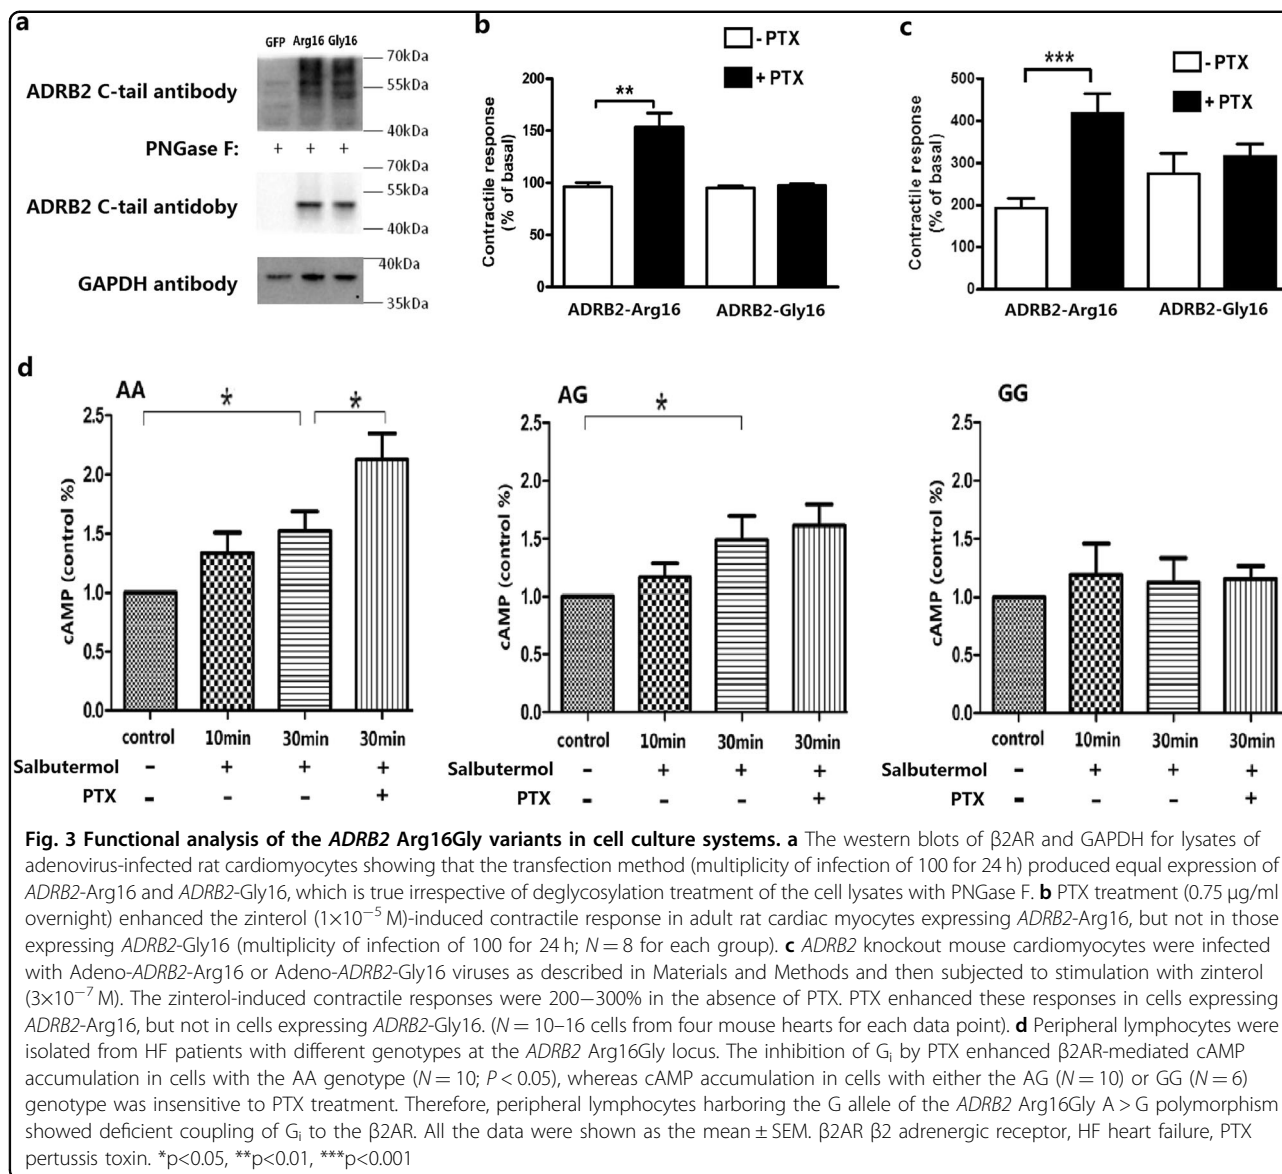 a
GFP Arg16 Gly16
70kDa
ADRB2 C-tail antibody
55kDa
40kDa
PNGase F: + + +
70kDa
55kDa
ADRB2 C-tail antidoby
40kDa
40kDa
GAPDH antibody
35kDa
b
- PTX
+ PTX
Contractile response
(% of basal)
200
150
100
50
0
**
ADRB2-Arg16 ADRB2-Gly16
c
- PTX
+ PTX
Contractile response
(% of basal)
500
400
300
200
100
0
***
ADRB2-Arg16 ADRB2-Gly16
d
AA
* *
cAMP (control %)
2.5
2.0
1.5
1.0
0.5
0.0
control 10min 30min 30min
Salbutermol - + + +
PTX - - - +
AG
*
cAMP (control %)
2.5
2.0
1.5
1.0
0.5
0.0
control 10min 30min 30min
Salbutermol - + + +
PTX - - - +
GG
cAMP (control %)
2.5
2.0
1.5
1.0
0.5
0.0
control 10min 30min 30min
Salbutermol - + + +
PTX - - - +
Fig. 3 Functional analysis of the ADRB2 Arg16Gly variants in cell culture systems. a The western blots of β2AR and GAPDH for lysates of
adenovirus-infected rat cardiomyocytes showing that the transfection method (multiplicity of infection of 100 for 24 h) produced equal expression of
ADRB2-Arg16 and ADRB2-Gly16, which is true irrespective of deglycosylation treatment of the cell lysates with PNGase F. b PTX treatment (0.75 µg/ml
overnight) enhanced the zinterol (1×10⁻⁵ M)-induced contractile response in adult rat cardiac myocytes expressing ADRB2-Arg16, but not in those
expressing ADRB2-Gly16 (multiplicity of infection of 100 for 24 h; N = 8 for each group). c ADRB2 knockout mouse cardiomyocytes were infected
with Adeno-ADRB2-Arg16 or Adeno-ADRB2-Gly16 viruses as described in Materials and Methods and then subjected to stimulation with zinterol
(3×10⁻⁷ M). The zinterol-induced contractile responses were 200−300% in the absence of PTX. PTX enhanced these responses in cells expressing
ADRB2-Arg16, but not in cells expressing ADRB2-Gly16. (N = 10–16 cells from four mouse hearts for each data point). d Peripheral lymphocytes were
isolated from HF patients with different genotypes at the ADRB2 Arg16Gly locus. The inhibition of Gᵢ by PTX enhanced β2AR-mediated cAMP
accumulation in cells with the AA genotype (N = 10; P < 0.05), whereas cAMP accumulation in cells with either the AG (N = 10) or GG (N = 6)
genotype was insensitive to PTX treatment. Therefore, peripheral lymphocytes harboring the G allele of the ADRB2 Arg16Gly A > G polymorphism
showed deficient coupling of Gᵢ to the β2AR. All the data were shown as the mean ± SEM. β2AR β2 adrenergic receptor, HF heart failure, PTX
pertussis toxin. *p<0.05, **p<0.01, ***p<0.001